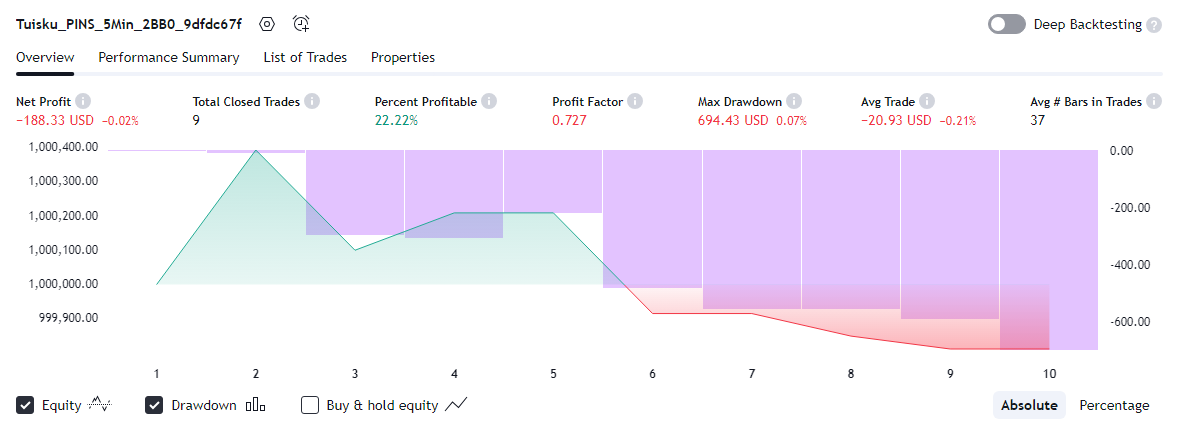 Tuisku_PINS_5Min_2BB0_9dfdc67f
Deep Backtesting ?
Overview Performance Summary List of Trades Properties
Net Profit Total Closed Trades Percent Profitable Profit Factor Max Drawdown Avg Trade Avg # Bars in Trades
−188.33 USD −0.02% 9 22.22% 0.727 694.43 USD 0.07% −20.93 USD −0.21% 37
1,000,400.00 0.00
1,000,300.00
1,000,200.00 -200.00
1,000,100.00 -400.00
1,000,000.00
999,900.00 -600.00
1 2 3 4 5 6 7 8 9 10
Equity Drawdown Buy & hold equity Absolute Percentage